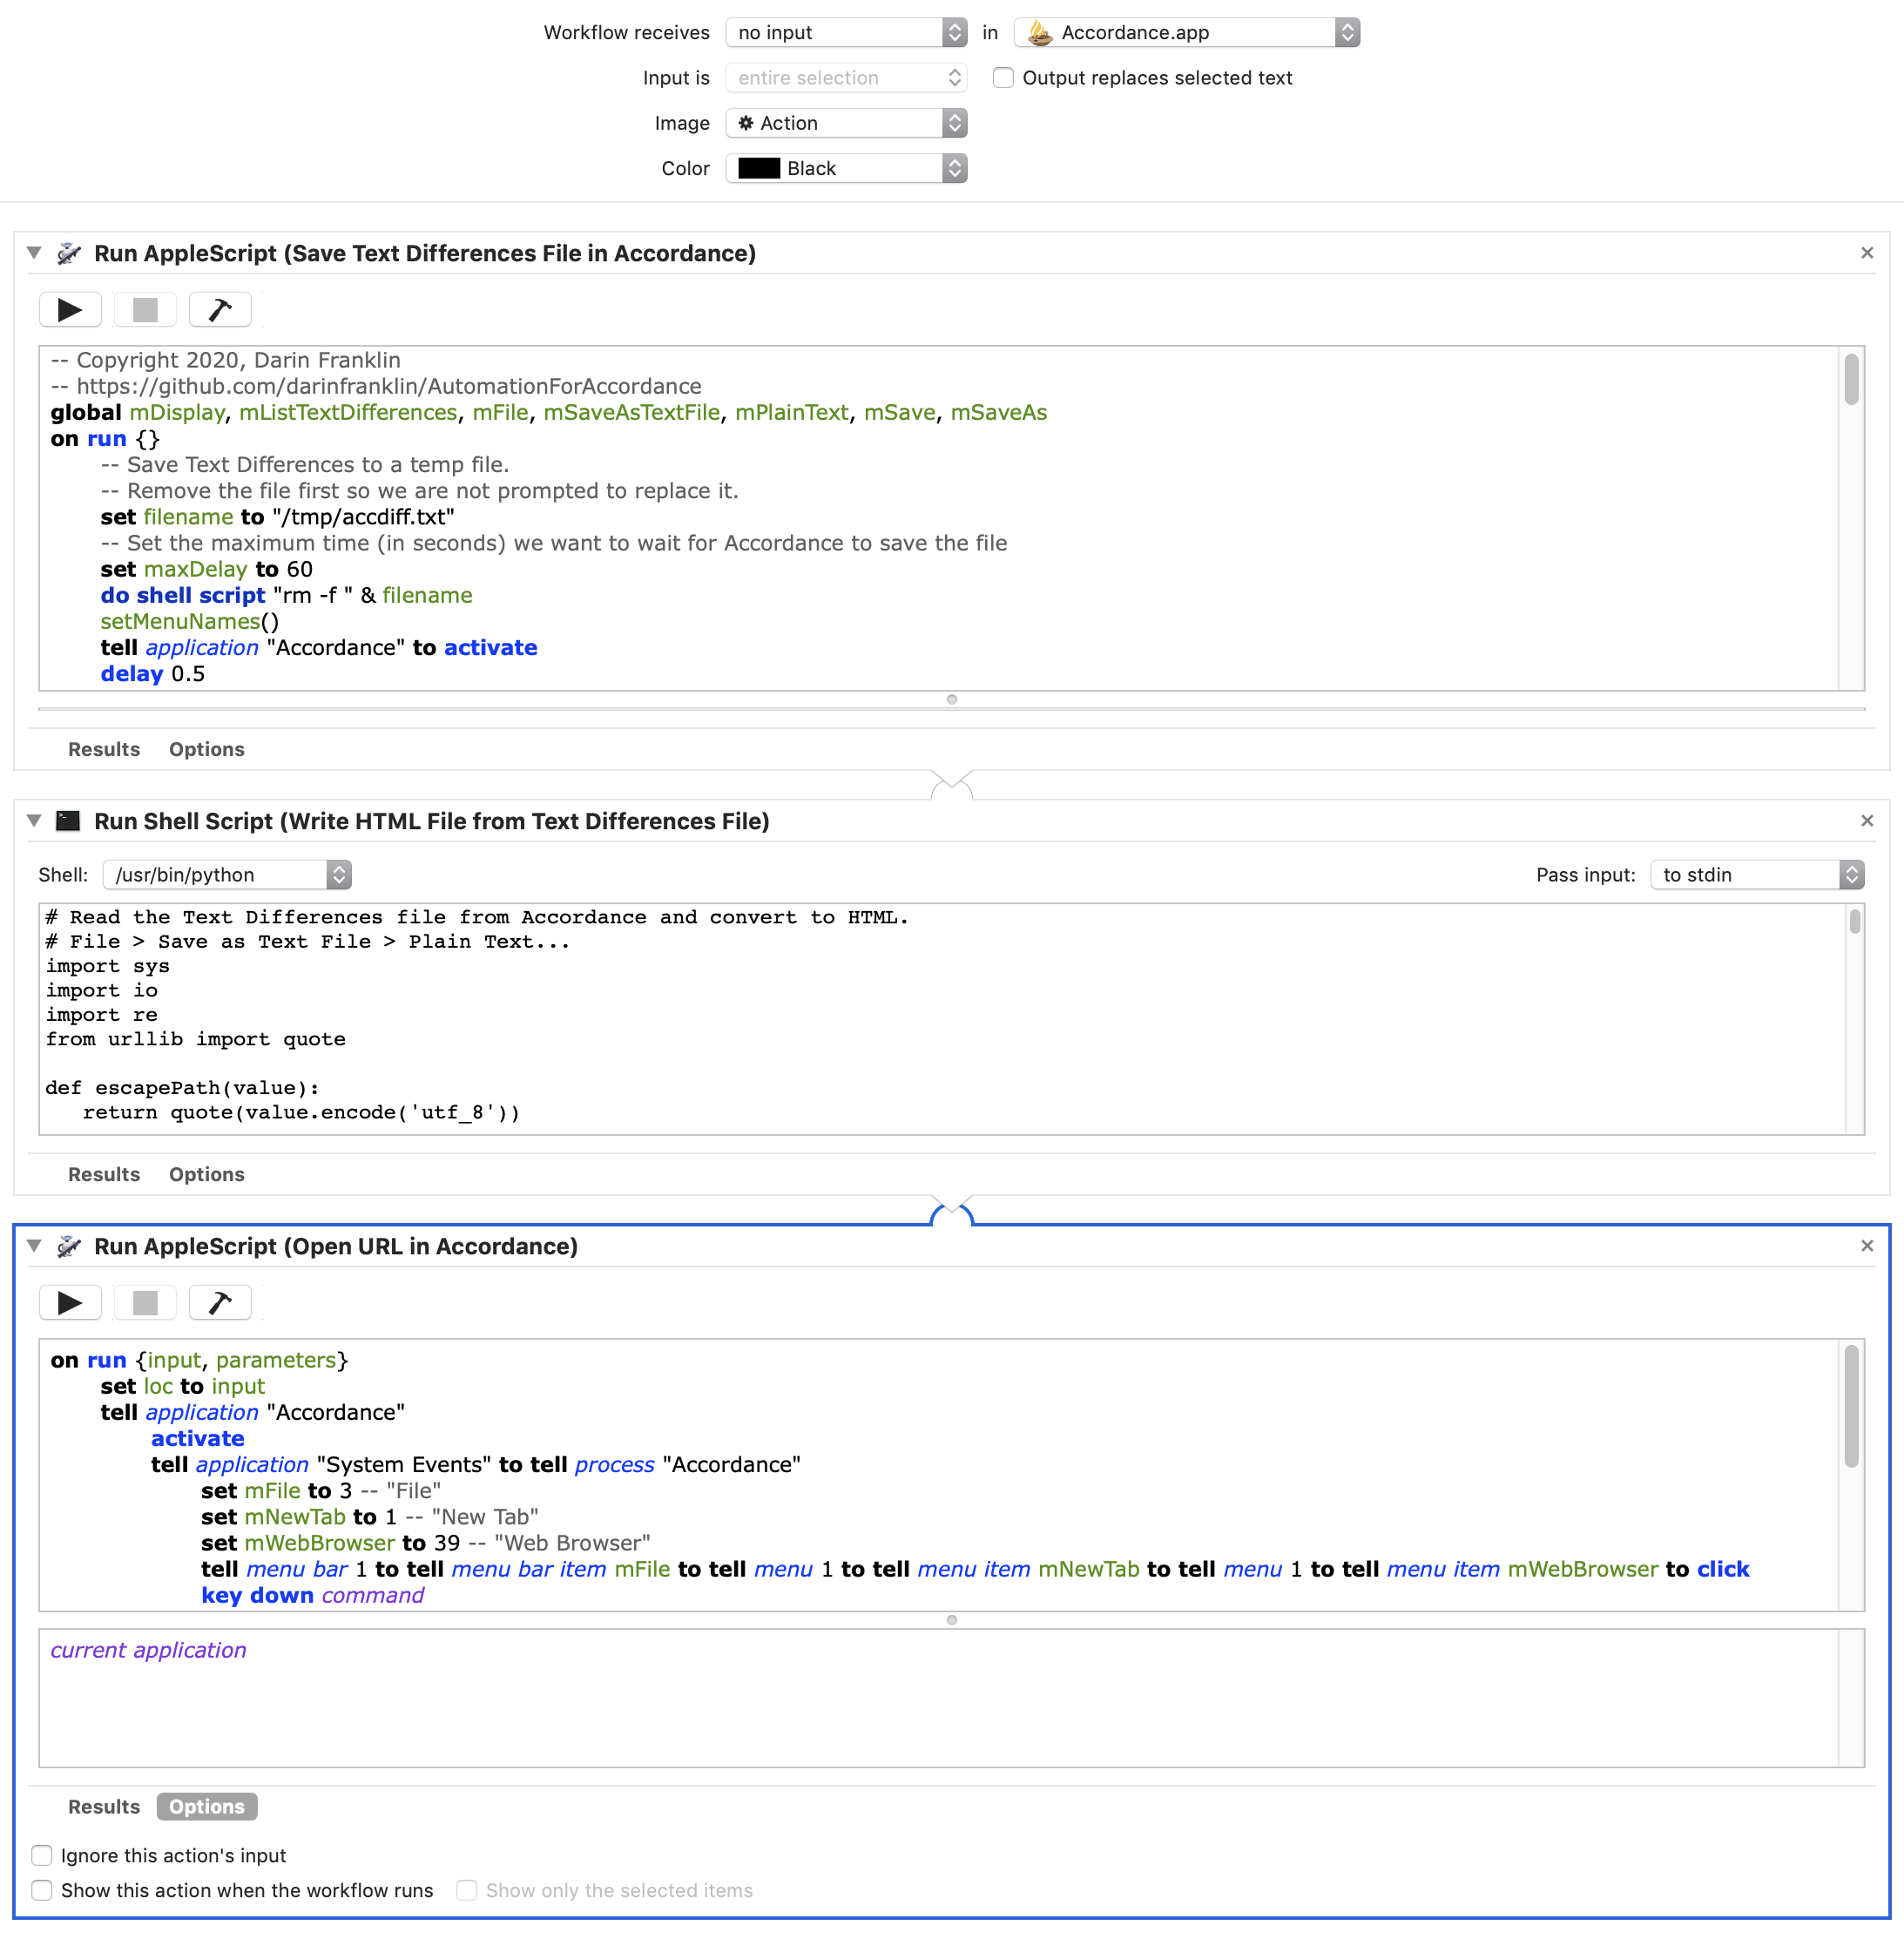 Workflow receives no input in Accordance.app
Input is entire selection Output replaces selected text
Image Action
Color Black
Run AppleScript (Save Text Differences File in Accordance)
-- Copyright 2020, Darin Franklin
-- https://github.com/darinfranklin/AutomationForAccordance
global mDisplay, mListTextDifferences, mFile, mSaveAsTextFile, mPlainText, mSave, mSaveAs
on run {}
-- Save Text Differences to a temp file.
-- Remove the file first so we are not prompted to replace it.
set filename to "/tmp/accdiff.txt"
-- Set the maximum time (in seconds) we want to wait for Accordance to save the file
set maxDelay to 60
do shell script "rm -f " & filename
setMenuNames()
tell application "Accordance" to activate
delay 0.5
Results Options
Run Shell Script (Write HTML File from Text Differences File)
Shell: /usr/bin/python Pass input: to stdin
# Read the Text Differences file from Accordance and convert to HTML.
# File > Save as Text File > Plain Text...
import sys
import io
import re
from urllib import quote
def escapePath(value):
return quote(value.encode('utf_8'))
Results Options
Run AppleScript (Open URL in Accordance)
on run {input, parameters}
set loc to input
tell application "Accordance"
activate
tell application "System Events" to tell process "Accordance"
set mFile to 3 -- "File"
set mNewTab to 1 -- "New Tab"
set mWebBrowser to 39 -- "Web Browser"
tell menu bar 1 to tell menu bar item mFile to tell menu 1 to tell menu item mNewTab to tell menu 1 to tell menu item mWebBrowser to click
key down command
current application
Results Options
Ignore this action's input
Show this action when the workflow runs Show only the selected items